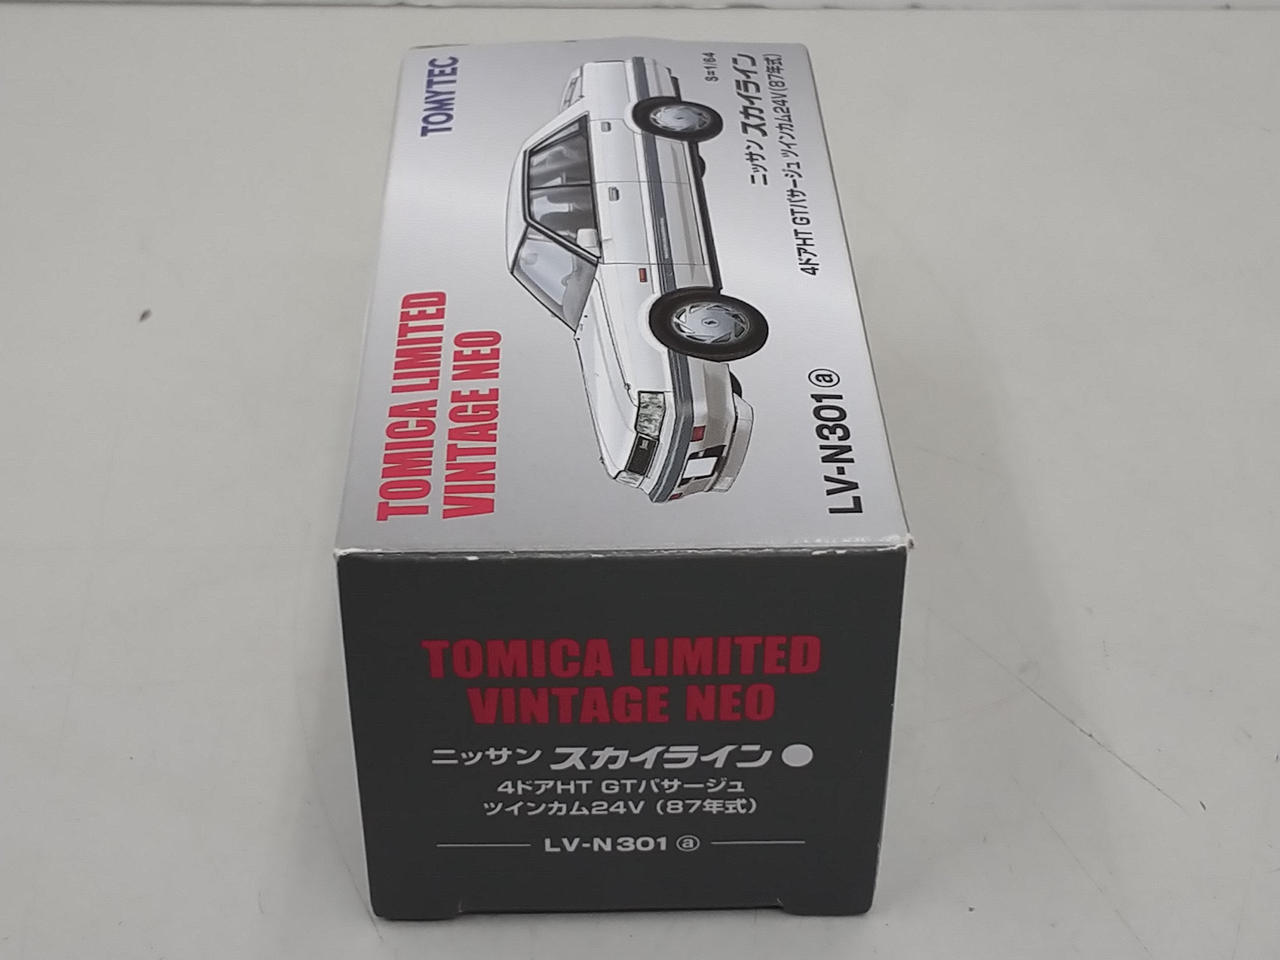 TOMYTEC
TOMICA LIMITED
VINTAGE NEO
S=1/64
ニッサン スカイライン
4ドアHT GTパサージュ ツインカム24V(87年式)
LV-N301ⓐ
TOMICA LIMITED
VINTAGE NEO
ニッサン スカイライン●
4ドアHT GTパサージュ
ツインカム24V(87年式)
LV-N301ⓐ